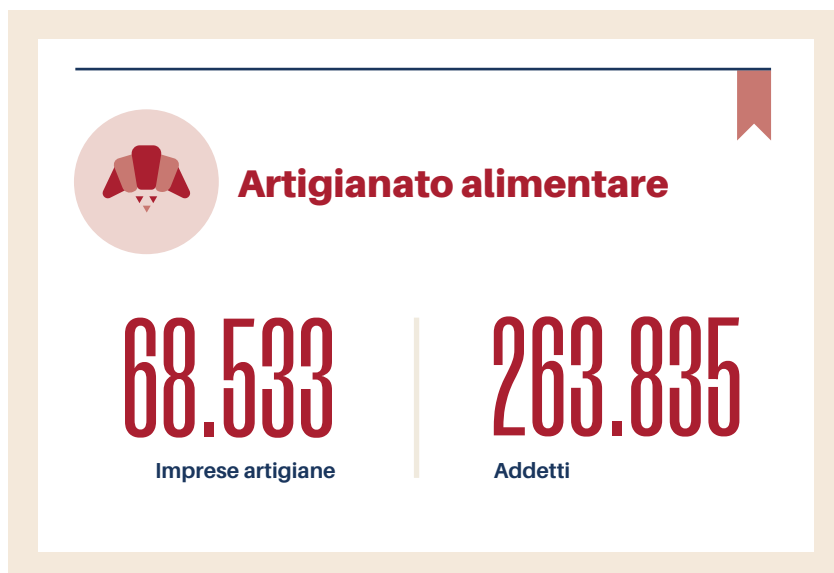 Artigianato alimentare
68.533
263.835
Imprese artigiane
Addetti